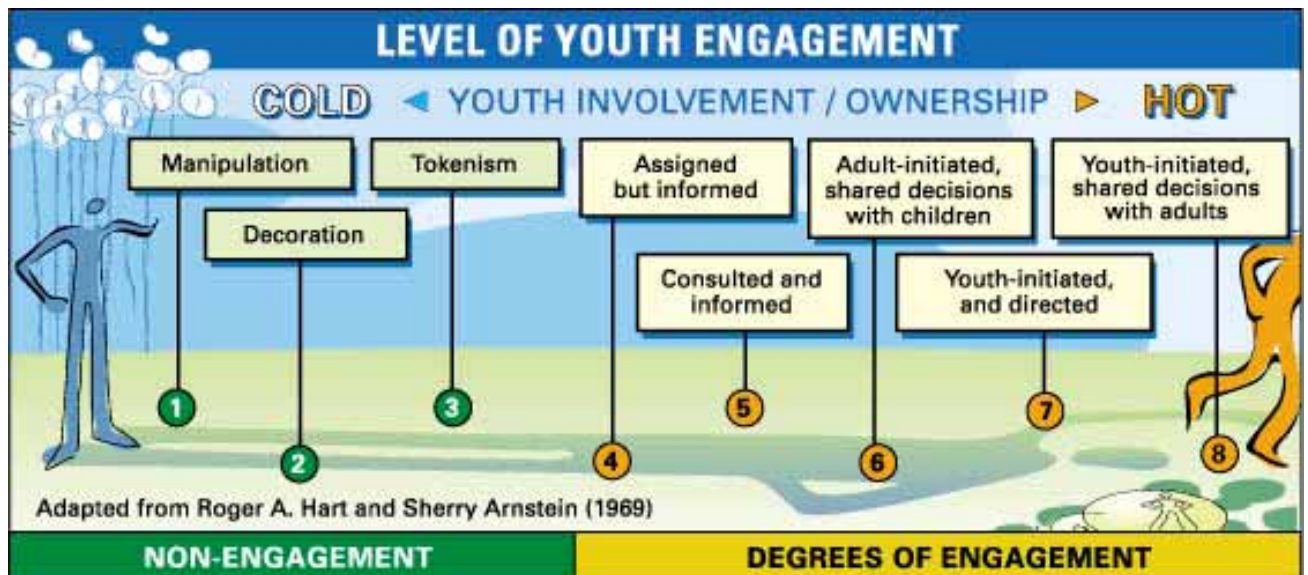 LEVEL OF YOUTH ENGAGEMENT
COLD ◄ YOUTH INVOLVEMENT / OWNERSHIP ► HOT
Manipulation
Decoration
Tokenism
Assigned
but informed
Consulted and
informed
Adult-initiated,
shared decisions
with children
Youth-initiated,
and directed
Youth-initiated,
shared decisions
with adults
1
2
3
4
5
6
7
8
Adapted from Roger A. Hart and Sherry Arnstein (1969)
NON-ENGAGEMENT
DEGREES OF ENGAGEMENT